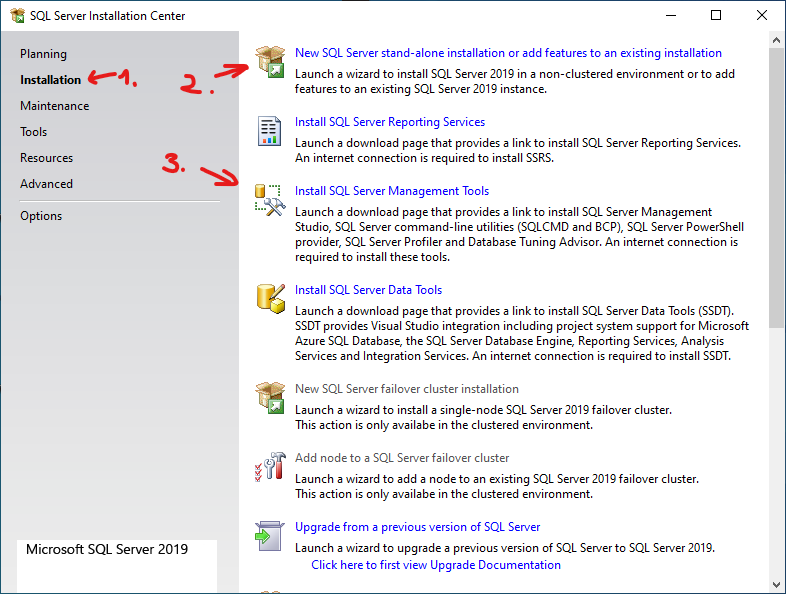 SQL Server Installation Center
Planning
Installation
1.
Maintenance
Tools
Resources
Advanced
Options
Microsoft SQL Server 2019
2.
New SQL Server stand-alone installation or add features to an existing installation
Launch a wizard to install SQL Server 2019 in a non-clustered environment or to add
features to an existing SQL Server 2019 instance.
Install SQL Server Reporting Services
Launch a download page that provides a link to install SQL Server Reporting Services.
An internet connection is required to install SSRS.
3.
Install SQL Server Management Tools
Launch a download page that provides a link to install SQL Server Management
Studio, SQL Server command-line utilities (SQLCMD and BCP), SQL Server PowerShell
provider, SQL Server Profiler and Database Tuning Advisor. An internet connection is
required to install these tools.
Install SQL Server Data Tools
Launch a download page that provides a link to install SQL Server Data Tools (SSDT).
SSDT provides Visual Studio integration including project system support for Microsoft
Azure SQL Database, the SQL Server Database Engine, Reporting Services, Analysis
Services and Integration Services. An internet connection is required to install SSDT.
New SQL Server failover cluster installation
Launch a wizard to install a single-node SQL Server 2019 failover cluster.
This action is only availabe in the clustered environment.
Add node to a SQL Server failover cluster
Launch a wizard to add a node to an existing SQL Server 2019 failover cluster.
This action is only availabe in the clustered environment.
Upgrade from a previous version of SQL Server
Launch a wizard to upgrade a previous version of SQL Server to SQL Server 2019.
Click here to first view Upgrade Documentation